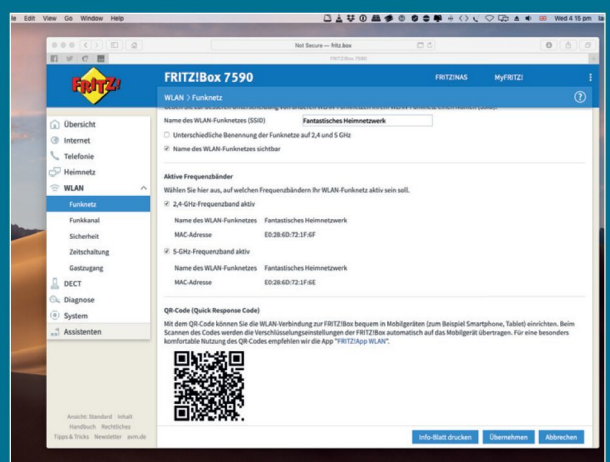 le Edit View Go Window Help
Wed 4 15 pm
Not Secure — fritz.box
FRITZ!Box 7590
FRITZ!
FRITZ!Box 7590
FRITZ!NAS MyFRITZ!
WLAN > Funknetz
Name des WLAN-Funknetzes (SSID) Fantastisches Heimnetzwerk
Unterschiedliche Benennung der Funknetze auf 2,4 und 5 GHz
Name des WLAN-Funknetzes sichtbar
Aktive Frequenzbänder
Wählen Sie hier aus, auf welchen Frequenzbändern Ihr WLAN-Funknetz aktiv sein soll.
2,4-GHz-Frequenzband aktiv
Name des WLAN-Funknetzes Fantastisches Heimnetzwerk
MAC-Adresse E0:28:6D:72:1F:6F
5-GHz-Frequenzband aktiv
Name des WLAN-Funknetzes Fantastisches Heimnetzwerk
MAC-Adresse E0:28:6D:72:1F:6E
QR-Code (Quick Response Code)
Mit dem QR-Code können Sie die WLAN-Verbindung zur FRITZ!Box bequem in Mobilgeräten (zum Beispiel Smartphone, Tablet) einrichten. Beim
Scannen des Codes werden die Verschlüsselungseinstellungen der FRITZ!Box automatisch auf das Mobilgerät übertragen. Für eine besonders
komfortable Nutzung des QR-Codes empfehlen wir die App "FRITZ!App WLAN".
Info-Blatt drucken Übernehmen Abbrechen
Übersicht
Internet
Telefonie
Heimnetz
WLAN
Funknetz
Funkkanal
Sicherheit
Zeitschaltung
Gastzugang
DECT
Diagnose
System
Assistenten
Ansicht: Standard Inhalt
Handbuch Rechtliches
Tipps & Tricks Newsletter avm.de